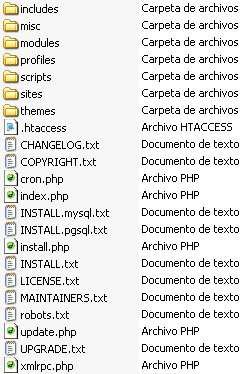 includes Carpeta de archivos
misc Carpeta de archivos
modules Carpeta de archivos
profiles Carpeta de archivos
scripts Carpeta de archivos
sites Carpeta de archivos
themes Carpeta de archivos
.htaccess Archivo HTACCESS
CHANGELOG.txt Documento de texto
COPYRIGHT.txt Documento de texto
cron.php Archivo PHP
index.php Archivo PHP
INSTALL.mysql.txt Documento de texto
INSTALL.pgsql.txt Documento de texto
install.php Archivo PHP
INSTALL.txt Documento de texto
LICENSE.txt Documento de texto
MAINTAINERS.txt Documento de texto
robots.txt Documento de texto
update.php Archivo PHP
UPGRADE.txt Documento de texto
xmlrpc.php Archivo PHP